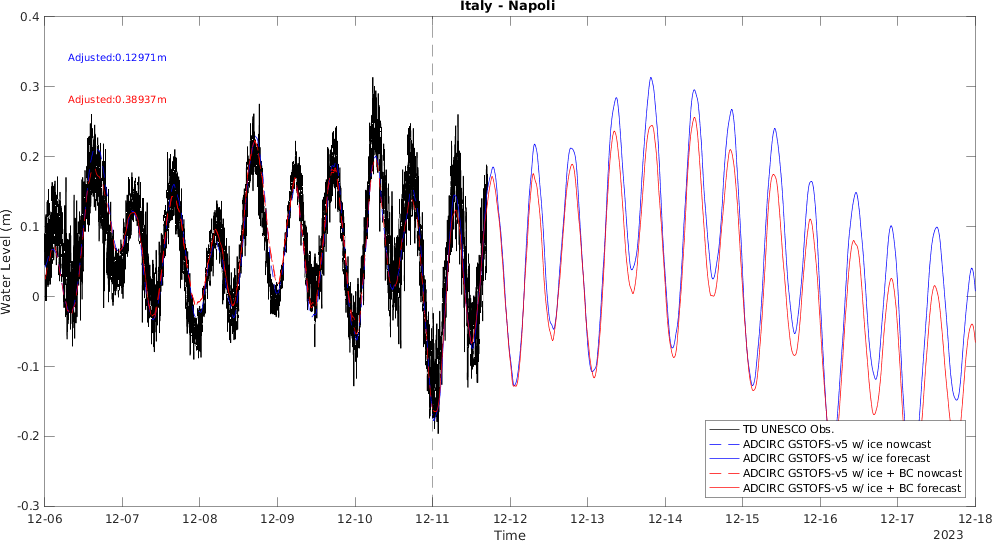 Italy - Napoli
0.4
0.3
0.2
0.1
0
-0.1
-0.2
-0.3
Water Level (m)
Adjusted:0.12971m
Adjusted:0.38937m
TD UNESCO Obs.
ADCIRC GSTOFS-v5 w/ ice nowcast
ADCIRC GSTOFS-v5 w/ ice forecast
ADCIRC GSTOFS-v5 w/ ice + BC nowcast
ADCIRC GSTOFS-v5 w/ ice + BC forecast
12-06 12-07 12-08 12-09 12-10 12-11 12-12 12-13 12-14 12-15 12-16 12-17 12-18
Time
2023